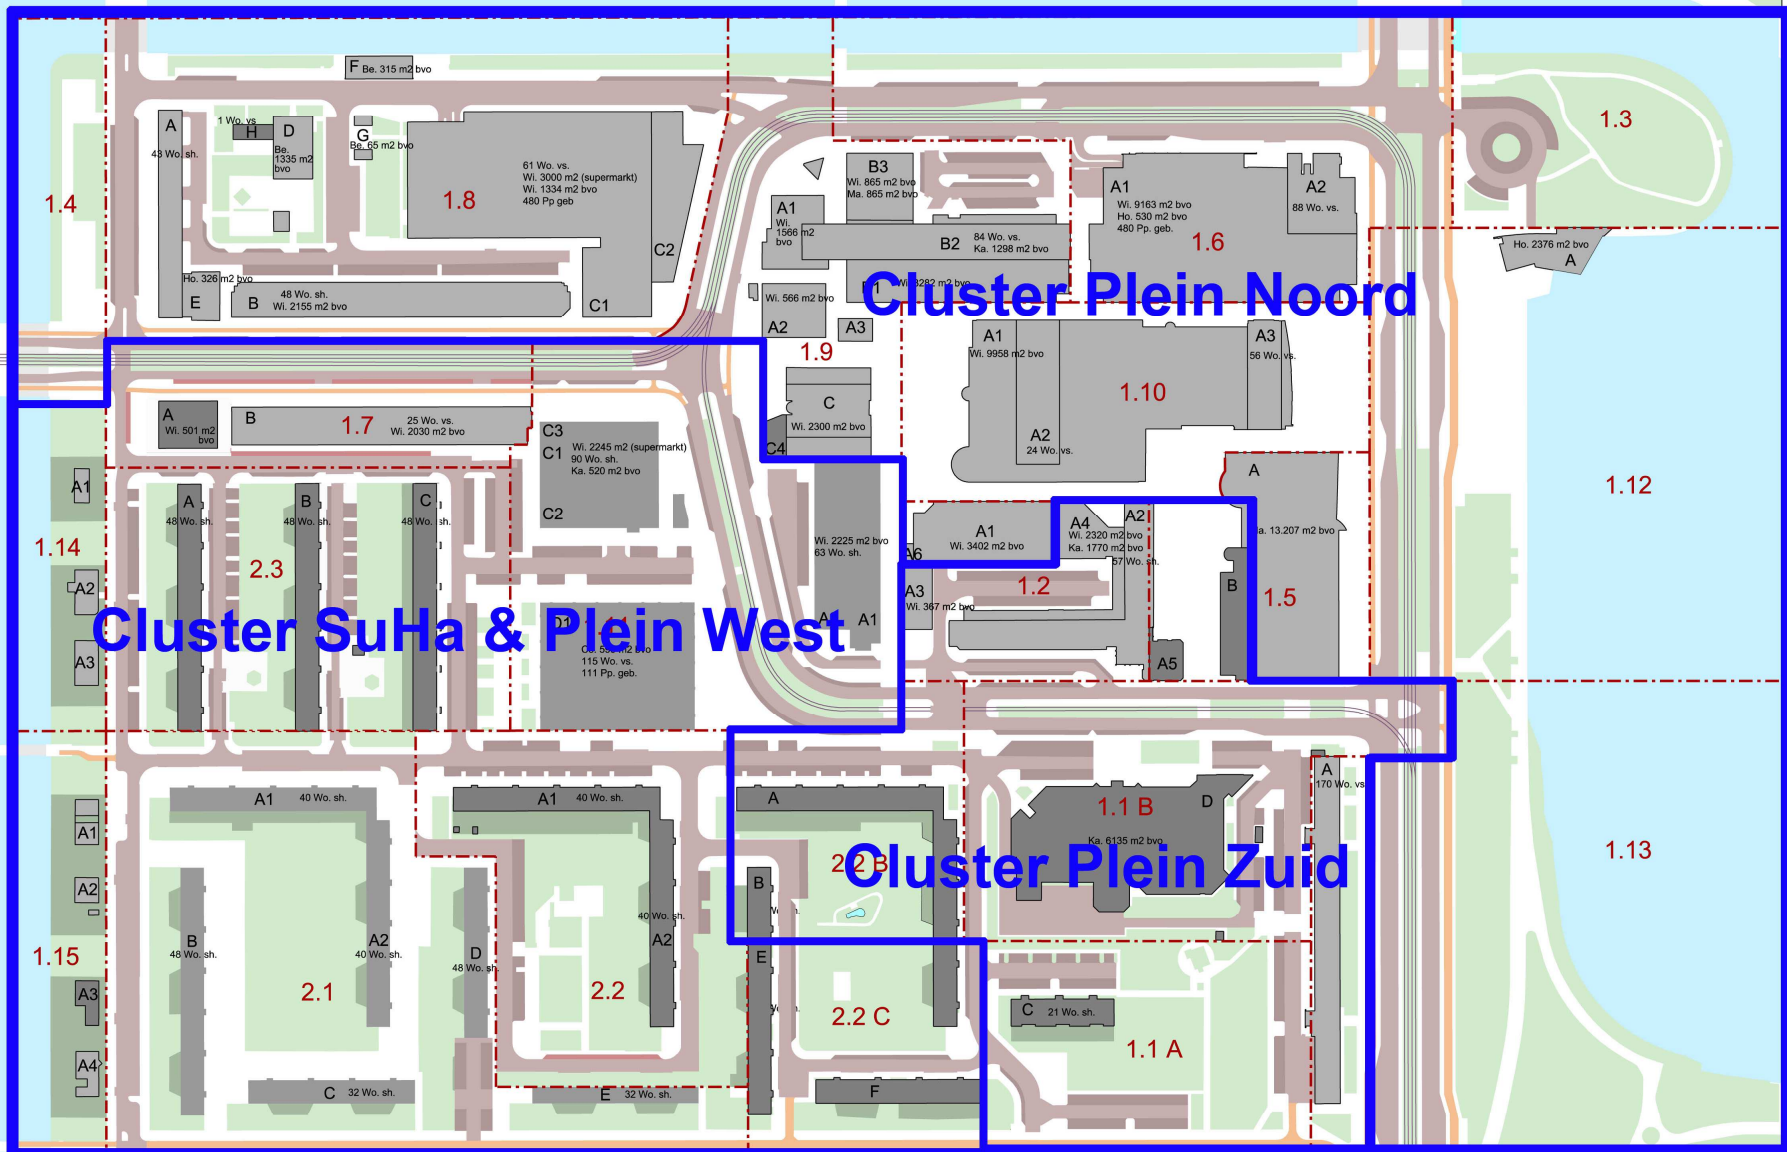 F Be. 315 m2 bvo
1.3
A
43 Wo. sh.
1 Wo. vs
H
D
Be.
1335 m2
bvo
G
Be. 65 m2 bvo
61 Wo. vs.
Wi. 3000 m2 (supermarkt)
Wi. 1334 m2 bvo
480 Pp geb
1.8
C2
C1
1.4
Ho. 326 m2 bvo
E
B
48 Wo. sh.
Wi. 2155 m2 bvo
B3
Wi. 865 m2 bvo
Ma. 865 m2 bvo
A1
Wi.
1566 m2
bvo
B2
84 Wo. vs.
Ka. 1298 m2 bvo
A1
Wi. 9163 m2 bvo
Ho. 530 m2 bvo
480 Pp. geb.
A2
88 Wo. vs.
1.6
Ho. 2376 m2 bvo
A
Cluster Plein Noord
Wi. 566 m2 bvo
A2
A3
1.9
A1
Wi. 9958 m2 bvo
A3
56 Wo. vs.
1.10
A2
24 Wo. vs.
C
Wi. 2300 m2 bvo
C4
A
Wi. 501 m2
bvo
B
1.7
25 Wo. vs.
Wi. 2030 m2 bvo
C3
C1
Wi. 2245 m2 (supermarkt)
90 Wo. sh.
Ka. 520 m2 bvo
C2
A
13.207 m2 bvo
1.12
A1
1.14
A2
A3
A
48 Wo. sh.
B
48 Wo. sh.
C
48 Wo. sh.
2.3
Wi. 2225 m2 bvo
63 Wo. sh.
A1
A6
A1
Wi. 3402 m2 bvo
A4
Wi. 2320 m2 bvo
Ka. 1770 m2 bvo
A2
57 Wo. sh.
A3
Wi. 367 m2 bvo
1.2
A5
B
1.5
Cluster SuHa & Plein West
D1
115 Wo. vs.
111 Pp. geb.
A1
40 Wo. sh.
A1
40 Wo. sh.
A
1.1 B
D
Ka. 6135 m2 bvo
A
170 Wo. vs
1.13
2.2 B
Cluster Plein Zuid
A1
A2
1.15
A3
A4
B
48 Wo. sh.
A2
40 Wo. sh.
2.1
D
48 Wo. sh.
40 Wo. sh.
A2
2.2
B
E
2.2 C
C
21 Wo. sh.
1.1 A
C
32 Wo. sh.
E
32 Wo. sh.
F